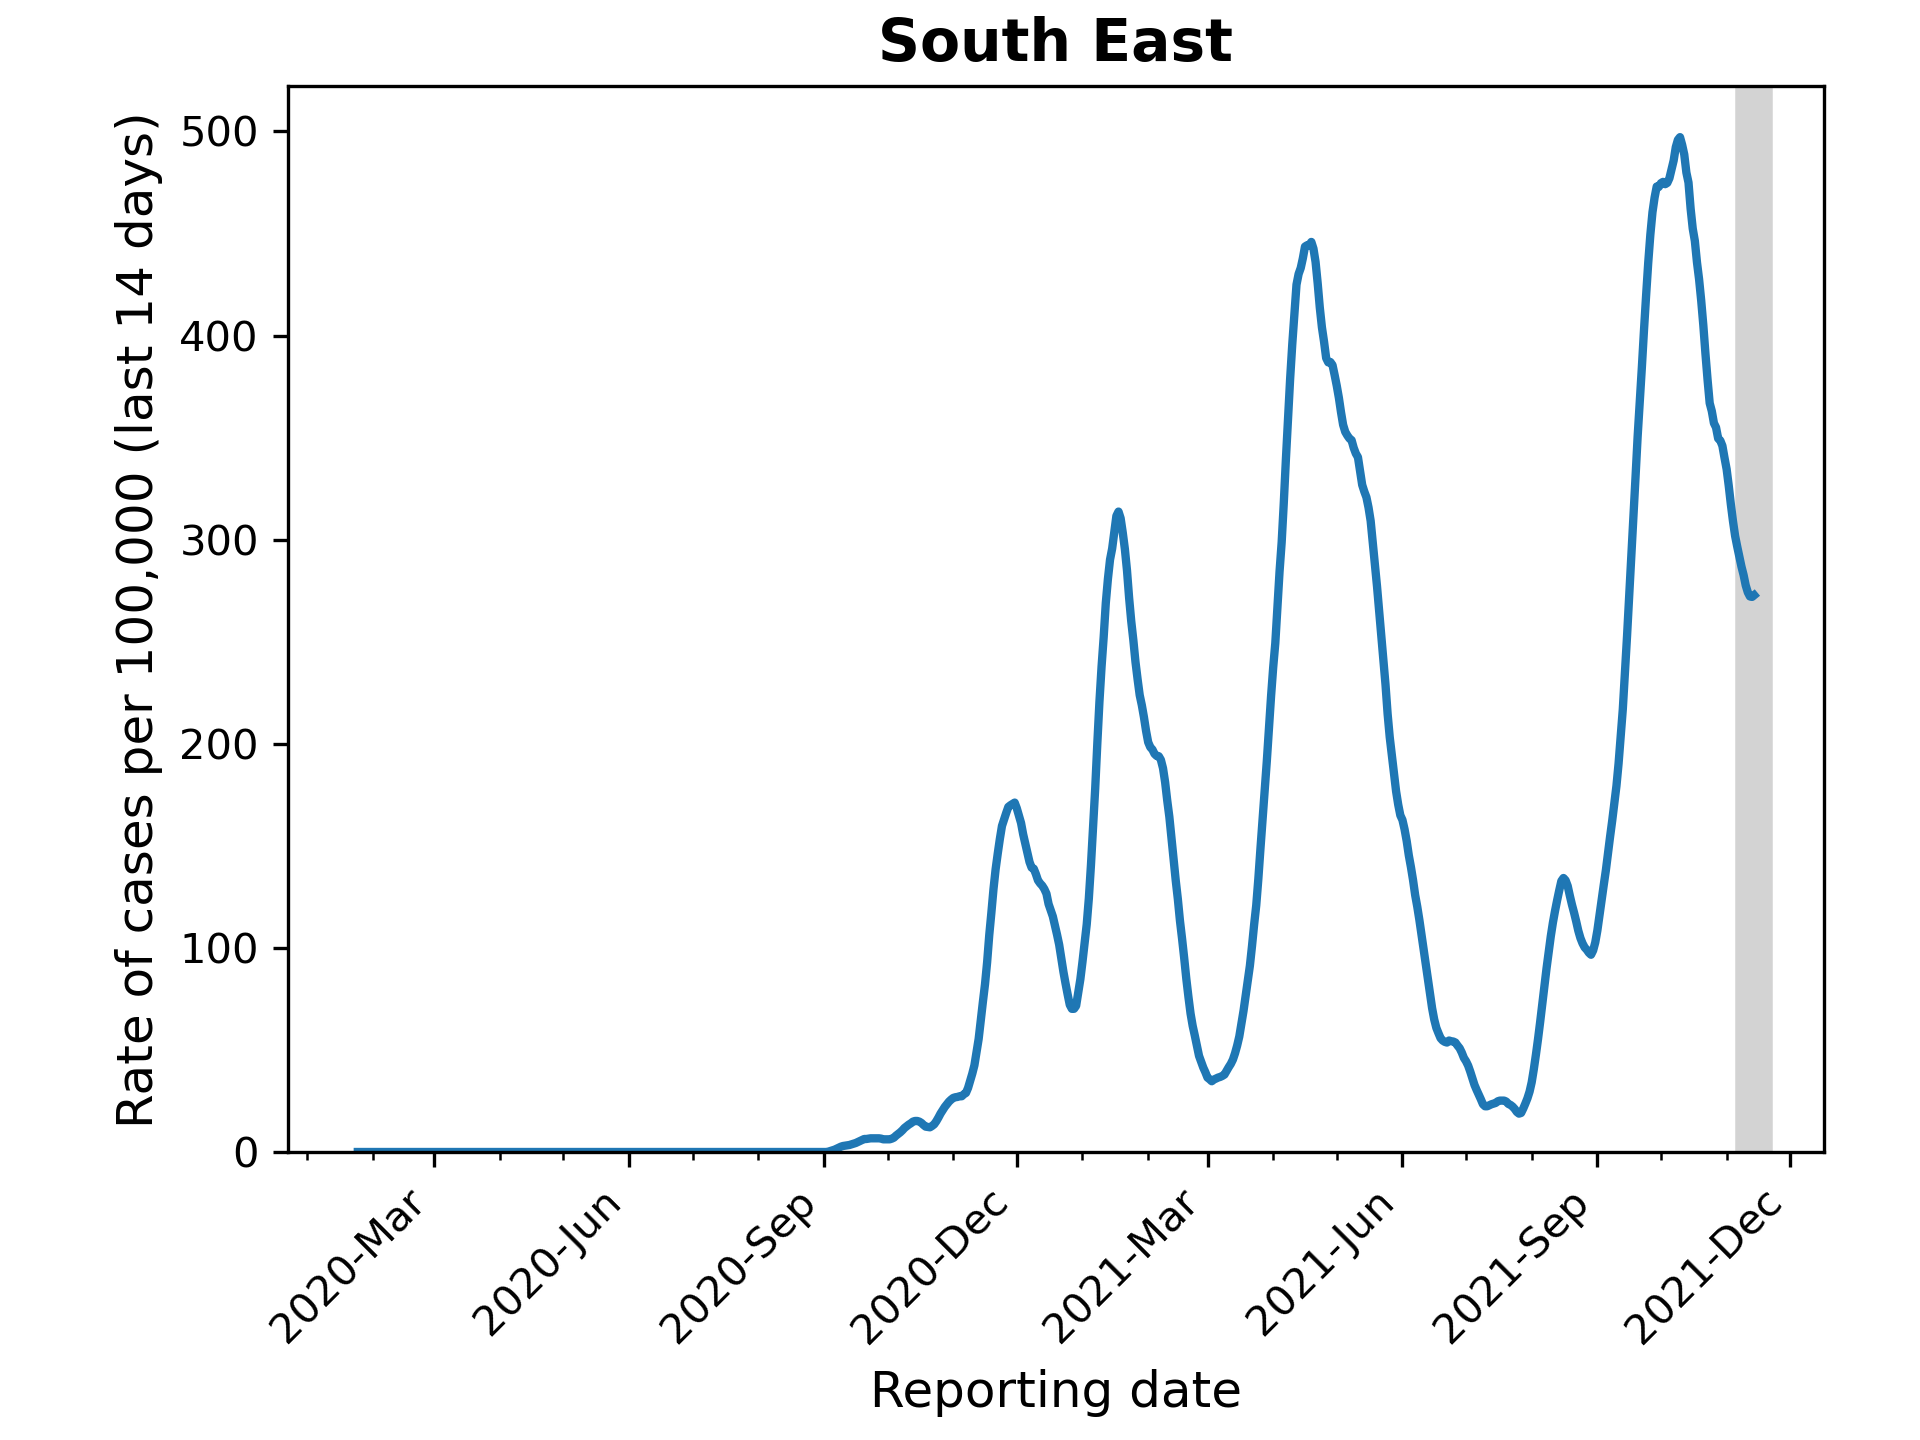 South East
Rate of cases per 100,000 (last 14 days)
500
400
300
200
100
0
2020-Mar
2020-Jun
2020-Sep
2020-Dec
2021-Mar
2021-Jun
2021-Sep
2021-Dec
Reporting date